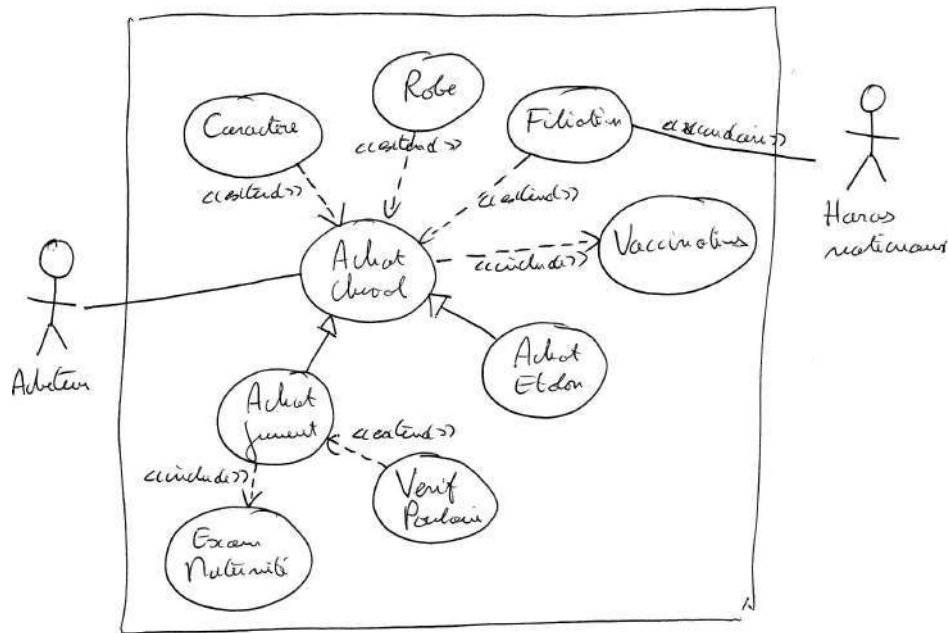 Robe
Caractère
Filiation
<<extend>>
<<extend>>
<<extend>>
<<secondaire>>
Haras
nationaux
Vaccinations
<<include>>
Achat
cheval
Acheteur
Achat
Etalon
Achat
jument
<<extend>>
<<include>>
Verif
Poulain
Exam
Maternité